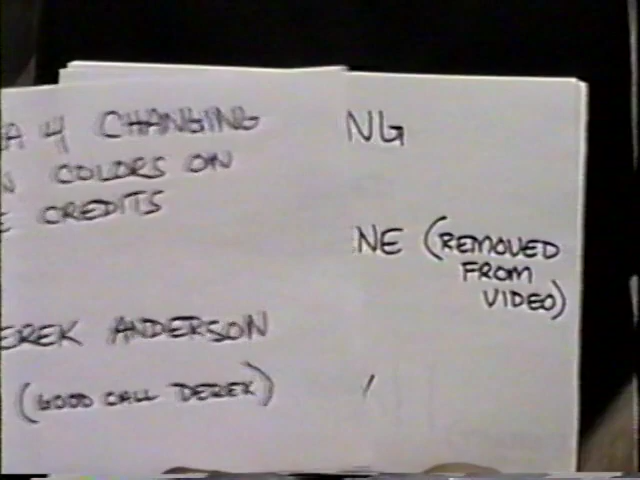 A 4 CHANGING
N COLORS ON
E CREDITS
EREK ANDERSON
(GOOD CALL DEREK)
NG
NE (REMOVED
FROM
VIDEO)